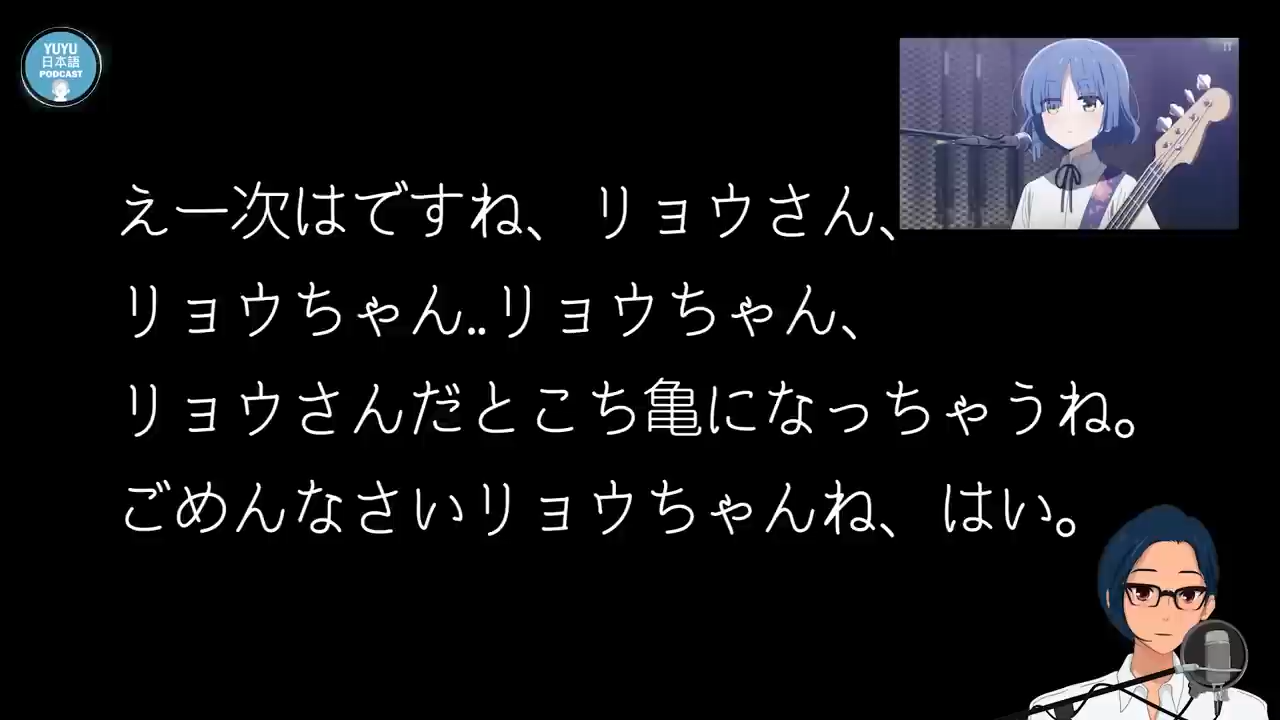 YUYU
日本語
PODCAST
えー次はですね、リョウさん、
リョウちゃん..リョウちゃん、
リョウさんだとこち亀になっちゃうね。
ごめんなさいリョウちゃんね、はい。